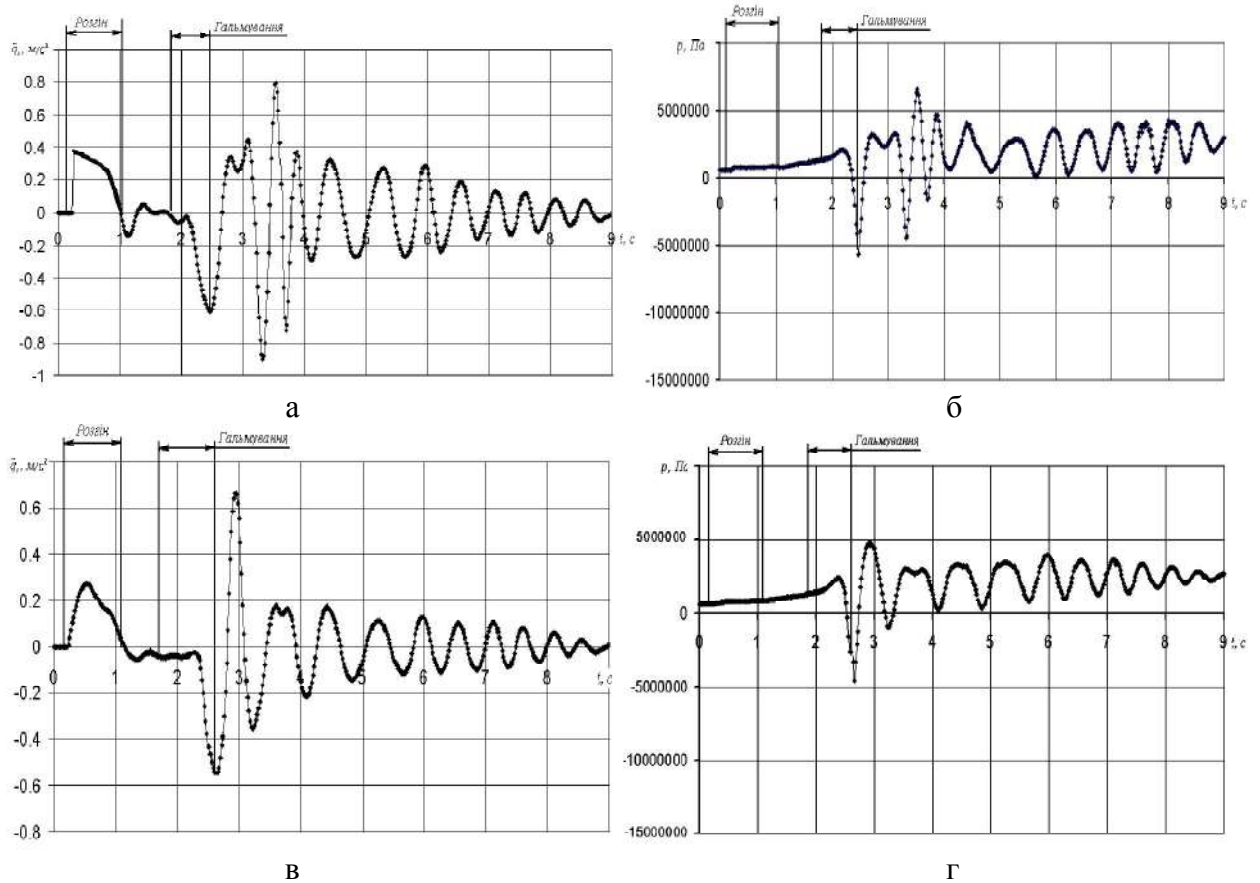 Розгін
Гальмування
q̈, м/с²
0.8
0.6
0.4
0.2
0
-0.2
-0.4
-0.6
-0.8
-1
0 1 2 3 4 5 6 7 8 9 t, с
а
Розгін
Гальмування
p, Па
5000000
0
-5000000
-10000000
-15000000
0 1 2 3 4 5 6 7 8 9 t, с
б
Розгін
Гальмування
q̈, м/с²
0.6
0.4
0.2
0
-0.2
-0.4
-0.6
-0.8
0 1 2 3 4 5 6 7 8 t, с
в
Розгін
Гальмування
p, Па
5000000
0
-5000000
-10000000
-15000000
0 1 2 3 4 5 6 7 8 9 t, с
г